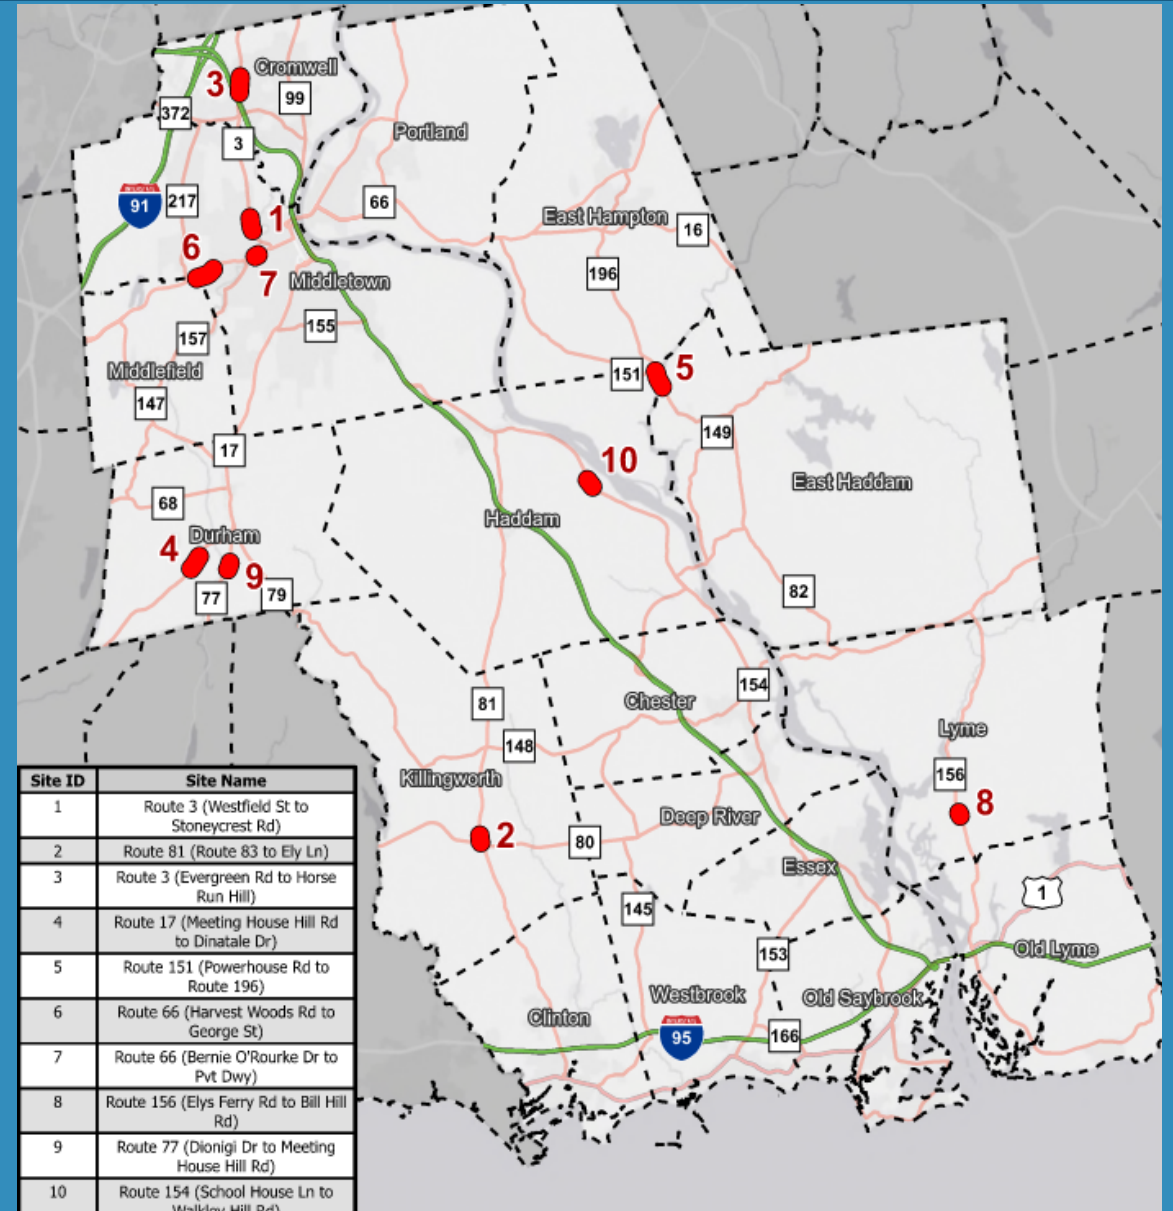 Cromwell
3
99
372
3
Portland
INTERSTATE
91
217
66
1
East Hampton
16
6
7
Middletown
196
155
157
Middlefield
151
5
147
149
17
10
East Haddam
68
Haddam
Durham
4
9
77
79
82
154
81
Chester
148
Lyme
156
Killingworth
8
Deep River
2
80
Essex
1
145
153
Old Lyme
Westbrook
Old Saybrook
Clinton
INTERSTATE
95
166
Site ID Site Name
1 Route 3 (Westfield St to
Stoneycrest Rd)
2 Route 81 (Route 83 to Ely Ln)
3 Route 3 (Evergreen Rd to Horse
Run Hill)
4 Route 17 (Meeting House Hill Rd
to Dinatale Dr)
5 Route 151 (Powerhouse Rd to
Route 196)
6 Route 66 (Harvest Woods Rd to
George St)
7 Route 66 (Bernie O'Rourke Dr to
Pvt Dwy)
8 Route 156 (Elys Ferry Rd to Bill Hill
Rd)
9 Route 77 (Dionigi Dr to Meeting
House Hill Rd)
10 Route 154 (School House Ln to
Walkley Hill Rd)